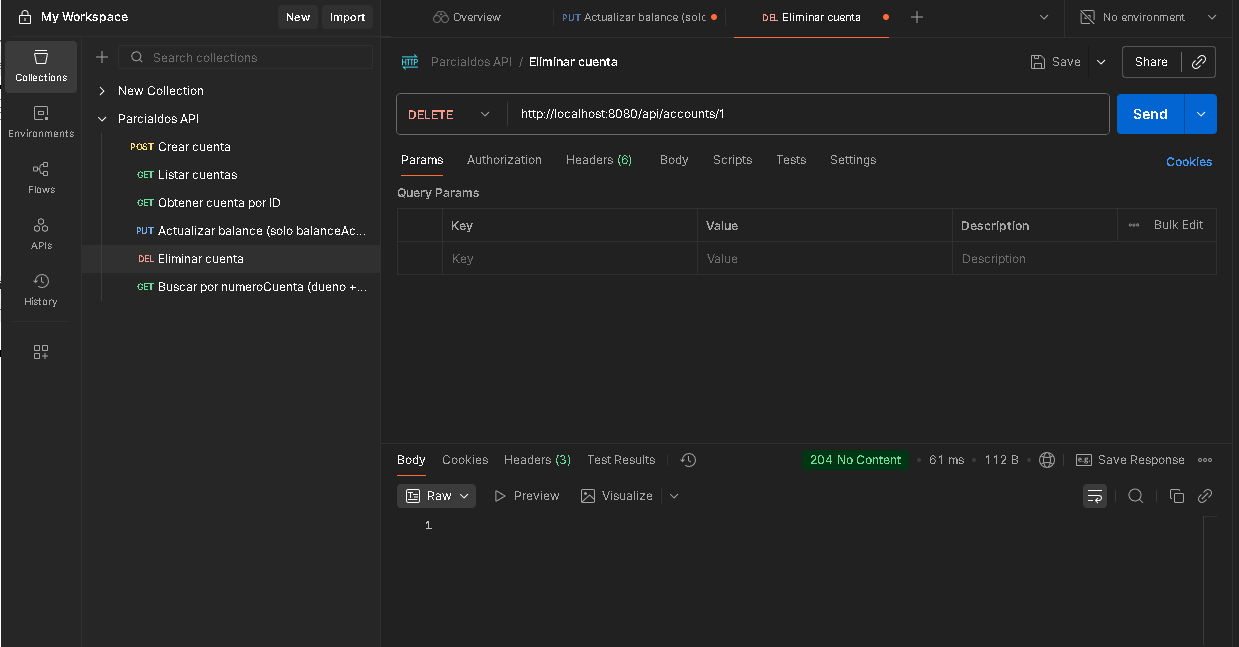 My Workspace
New
Import
Overview
PUT Actualizar balance (solo
DEL Eliminar cuenta
No environment
Collections
Environments
Flows
APIs
History
Search collections
New Collection
Parcialdos API
POST Crear cuenta
GET Listar cuentas
GET Obtener cuenta por ID
PUT Actualizar balance (solo balanceAc...
DEL Eliminar cuenta
GET Buscar por numeroCuenta (dueno +...
HTTP Parcialdos API / Eliminar cuenta
Save
Share
DELETE http://localhost:8080/api/accounts/1
Send
Params Authorization Headers (6) Body Scripts Tests Settings
Cookies
Query Params
Key Value Description Bulk Edit
Key Value Description
Body Cookies Headers (3) Test Results
204 No Content • 61 ms • 112 B
e.g. Save Response
Raw Preview Visualize
1